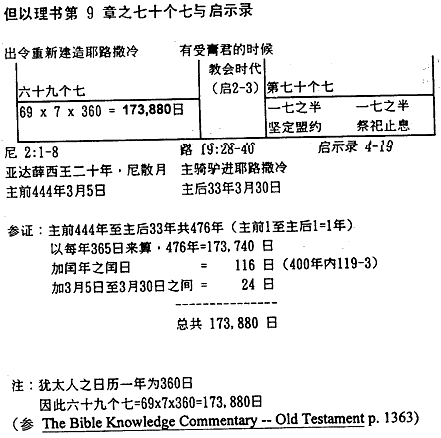 但以理书第 9 章之七十个七与启示录
出令重新建造耶路撒冷 有受膏君的时候
教会时代
(启2-3)
六十九个七 第七十个七
69 x 7 x 360 = 173,880日 一七之半 一七之半
坚定盟约 祭祀止息
尼 2:1-8 路 19:28-40 启示录 4-19
亚达薛西王二十年，尼散月 主骑驴进耶路撒冷
主前444年3月5日 主后33年3月30日
参证：主前444年至主后33年共476年（主前1至主后1=1年）
以每年365日来算，476年=173,740 日
加闰年之闰日 = 116 日 (400年内119-3)
加3月5日至3月30日之间 = 24 日
---------------
总共 173,880 日
注：犹太人之日历一年为360日
因此六十九个七=69x7x360=173,880日
(参 The Bible Knowledge Commentary -- Old Testament p. 1363)